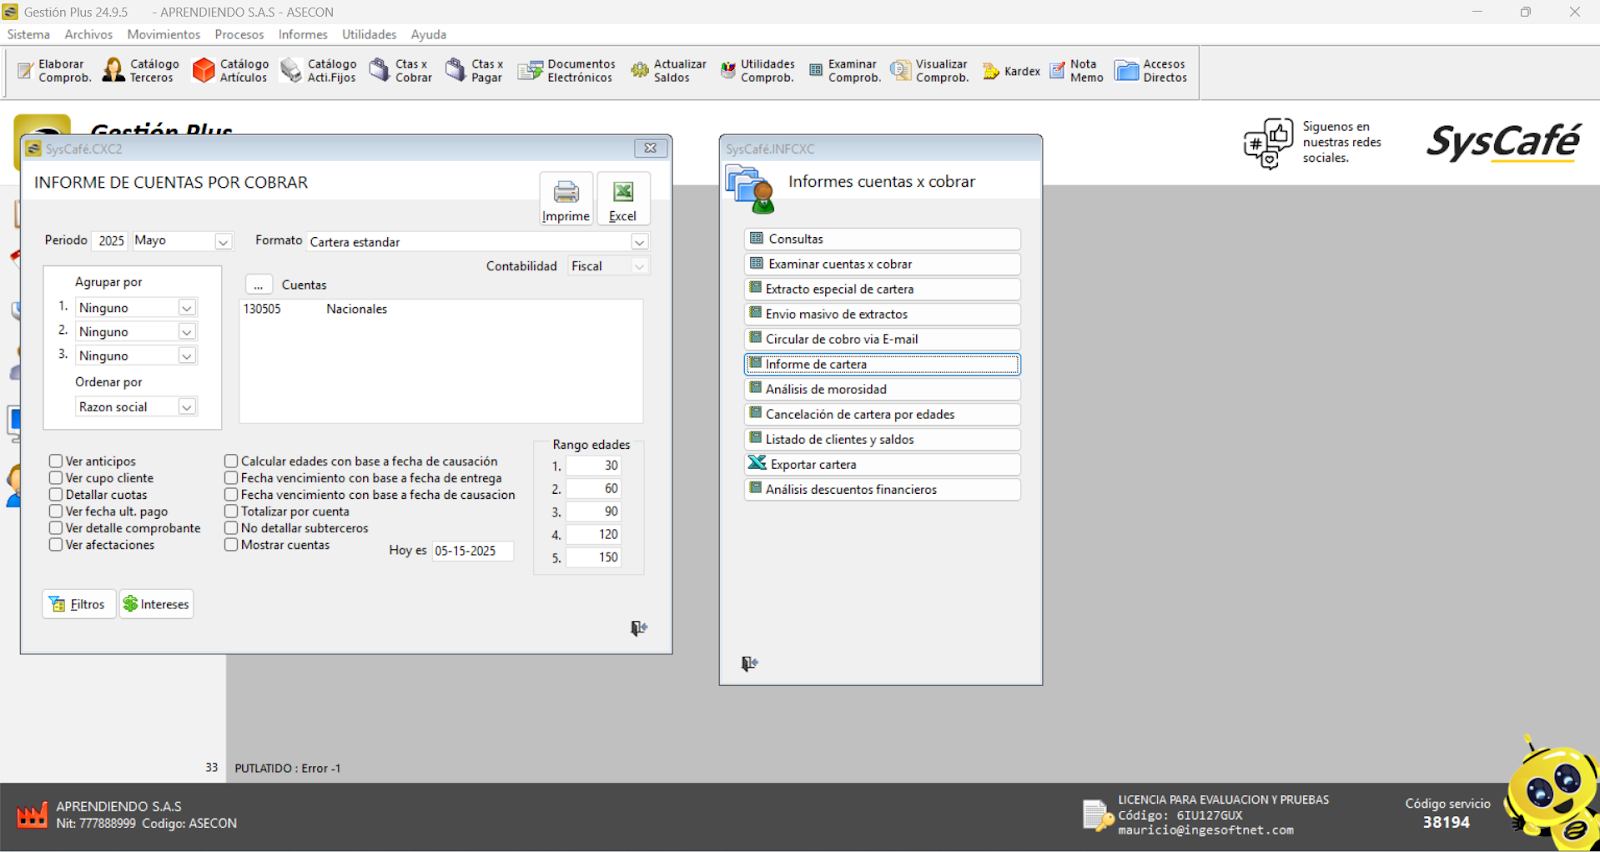 Gestión Plus 24.9.5 - APRENDIENDO S.A.S - ASECON
Sistema Archivos Movimientos Procesos Informes Utilidades Ayuda
Elaborar Comprob.
Catálogo Terceros
Catálogo Artículos
Catálogo Acti.Fijos
Ctas x Cobrar
Ctas x Pagar
Documentos Electrónicos
Actualizar Saldos
Utilidades Comprob.
Examinar Comprob.
Visualizar Comprob.
Kardex
Nota Memo
Accesos Directos
Gestión Plus
Siguenos en
nuestras redes
sociales.
SysCafé
SysCafé.CXC2
INFORME DE CUENTAS POR COBRAR
Imprime
Excel
Periodo 2025 Mayo
Formato Cartera estandar
Contabilidad Fiscal
Agrupar por
1. Ninguno
2. Ninguno
3. Ninguno
Ordenar por
Razon social
... Cuentas
130505 Nacionales
Ver anticipos
Ver cupo cliente
Detallar cuotas
Ver fecha ult. pago
Ver detalle comprobante
Ver afectaciones
Calcular edades con base a fecha de causación
Fecha vencimiento con base a fecha de entrega
Fecha vencimiento con base a fecha de causacion
Totalizar por cuenta
No detallar subterceros
Mostrar cuentas
Hoy es 05-15-2025
Rango edades
1. 30
2. 60
3. 90
4. 120
5. 150
Filtros
Intereses
SysCafé.INFCXC
Informes cuentas x cobrar
Consultas
Examinar cuentas x cobrar
Extracto especial de cartera
Envio masivo de extractos
Circular de cobro via E-mail
Informe de cartera
Análisis de morosidad
Cancelación de cartera por edades
Listado de clientes y saldos
Exportar cartera
Análisis descuentos financieros
33 PUTLATIDO : Error -1
APRENDIENDO S.A.S
Nit: 777888999 Codigo: ASECON
LICENCIA PARA EVALUACION Y PRUEBAS
Código: 6IU127GUX
mauricio@ingesoftnet.com
Código servicio
38194